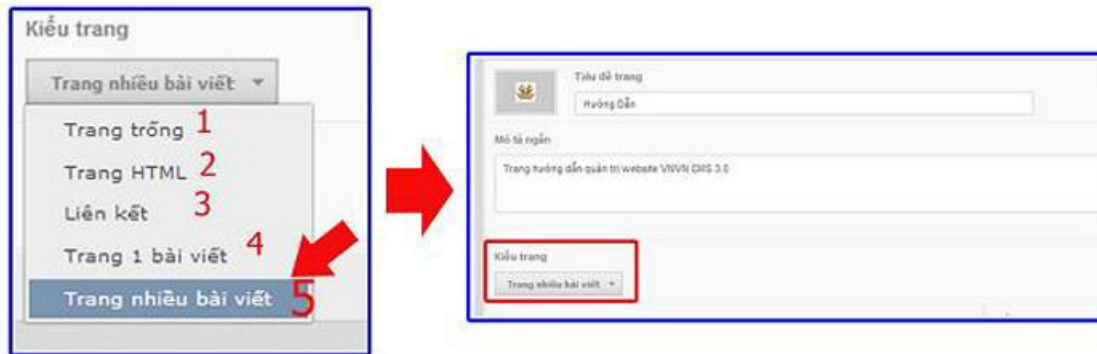 Kiểu trang
Trang nhiều bài viết
Trang trống 1
Trang HTML 2
Liên kết 3
Trang 1 bài viết 4
Trang nhiều bài viết 5
Tiêu đề trang
Hướng Dẫn
Mô tả ngắn
Trang hướng dẫn quản trị website VNVN CMS 3.0
Kiểu trang
Trang nhiều bài viết